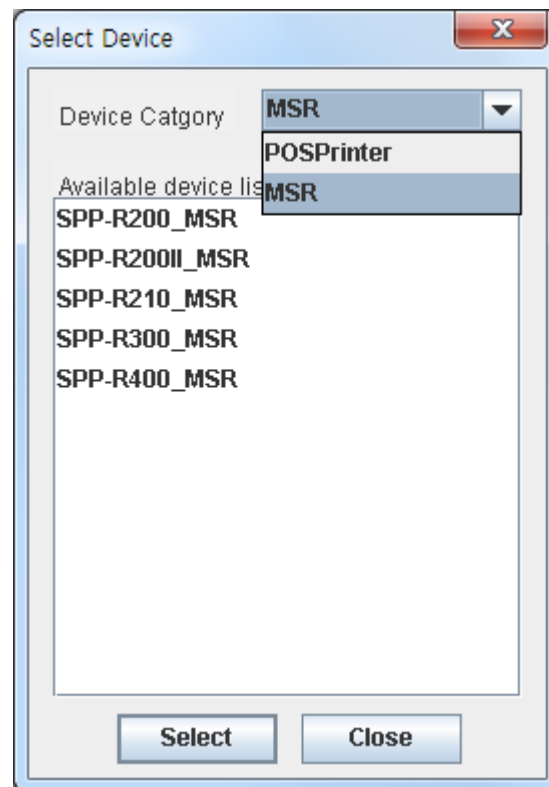 Select Device
Device Catgory
MSR
POSPrinter
MSR
Available device lis
SPP-R200_MSR
SPP-R200II_MSR
SPP-R210_MSR
SPP-R300_MSR
SPP-R400_MSR
Select
Close